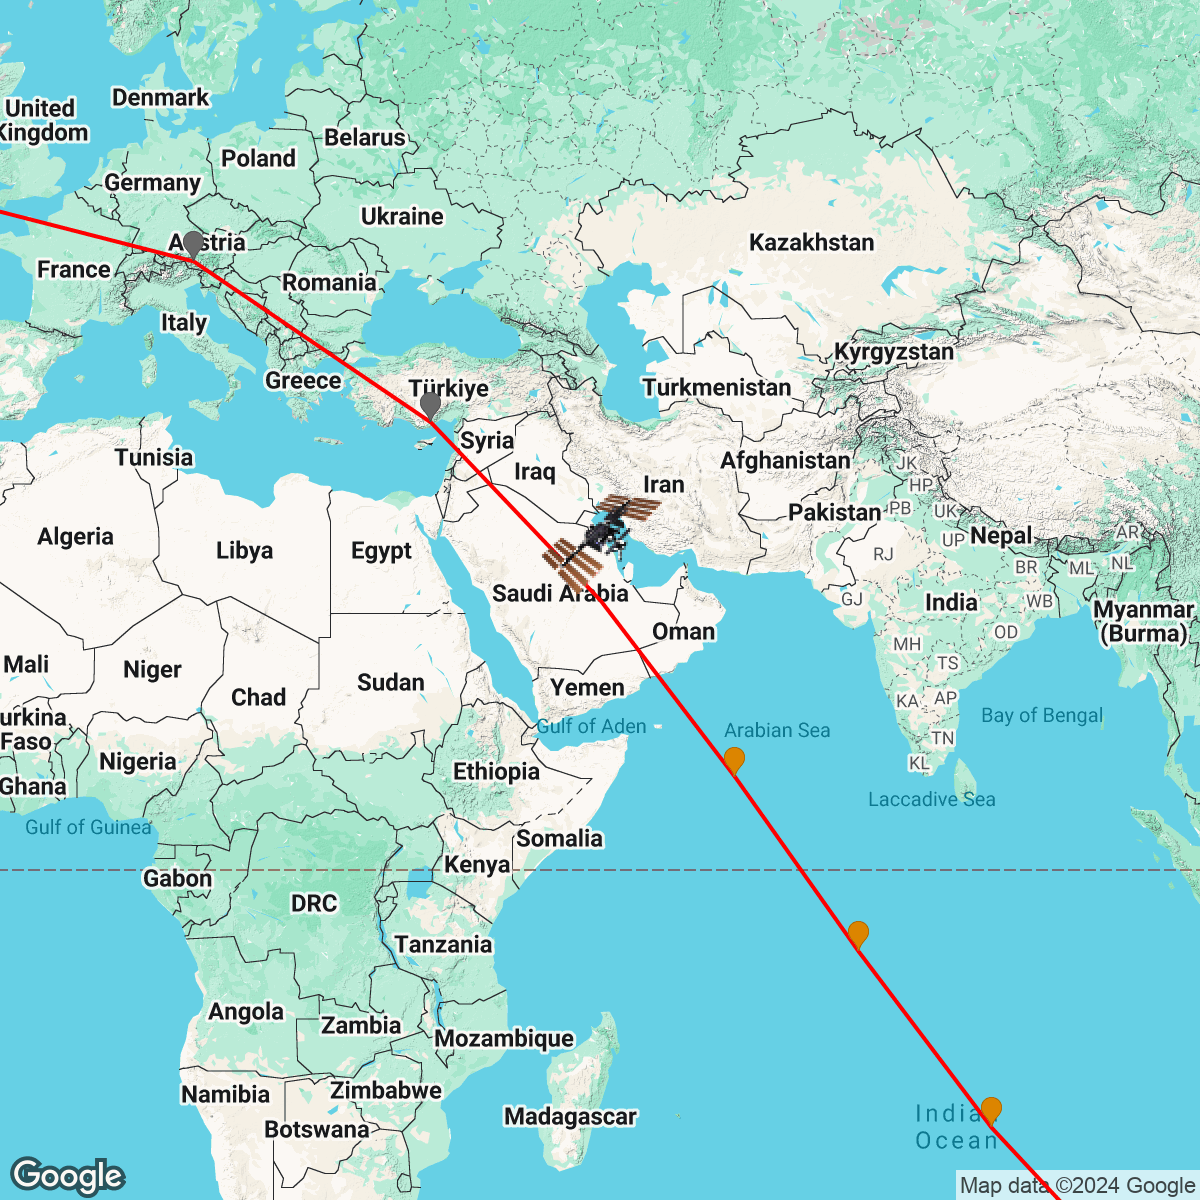 Denmark
United
Kingdom
Belarus
Poland
Germany
Ukraine
Austria
Kazakhstan
France
Romania
Italy
Kyrgyzstan
Greece
Türkiye
Turkmenistan
Syria
Tunisia
Iraq
Afghanistan
JK
Iran
HP
Pakistan
PB
UK
Algeria
Libya
Egypt
UP
Nepal
AR
RJ
BR
ML
NL
Saudi Arabia
GJ
India
WB
Myanmar
(Burma)
Oman
OD
MH
Mali
Niger
TS
Sudan
Yemen
Chad
KA
AP
urkina
Faso
Gulf of Aden
Arabian Sea
Bay of Bengal
TN
Nigeria
KL
Ethiopia
Ghana
Laccadive Sea
Gulf of Guinea
Somalia
Kenya
Gabon
DRC
Tanzania
Angola
Zambia
Mozambique
Namibia
Zimbabwe
Madagascar
Indian
Ocean
Botswana
Google
Map data ©2024 Google